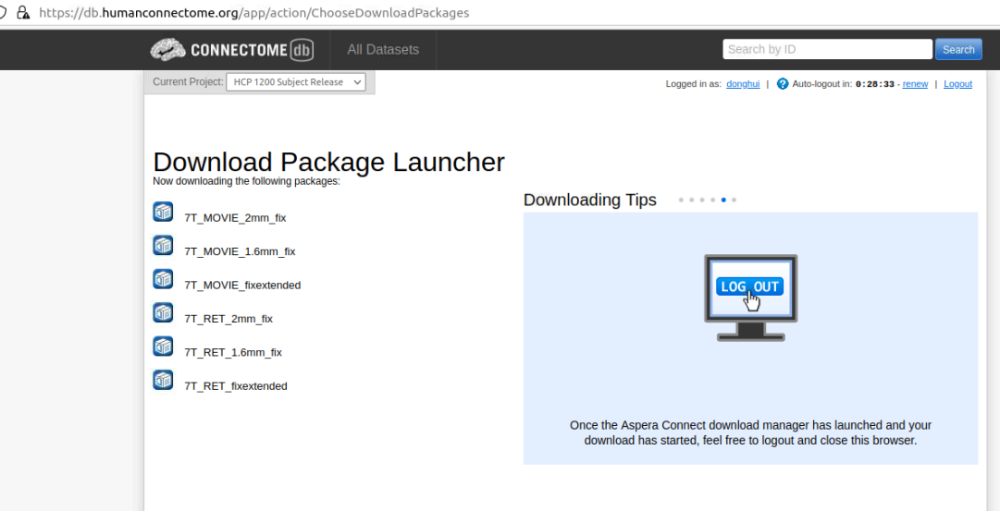 https://db.humanconnectome.org/app/action/ChooseDownloadPackages
CONNECTOME db
All Datasets
Search by ID
Search
Current Project: HCP 1200 Subject Release
Logged in as: donghui | ? Auto-logout in: 0:28:33 - renew | Logout
Download Package Launcher
Now downloading the following packages:
7T_MOVIE_2mm_fix
7T_MOVIE_1.6mm_fix
7T_MOVIE_fixextended
7T_RET_2mm_fix
7T_RET_1.6mm_fix
7T_RET_fixextended
Downloading Tips
LOG OUT
Once the Aspera Connect download manager has launched and your
download has started, feel free to logout and close this browser.